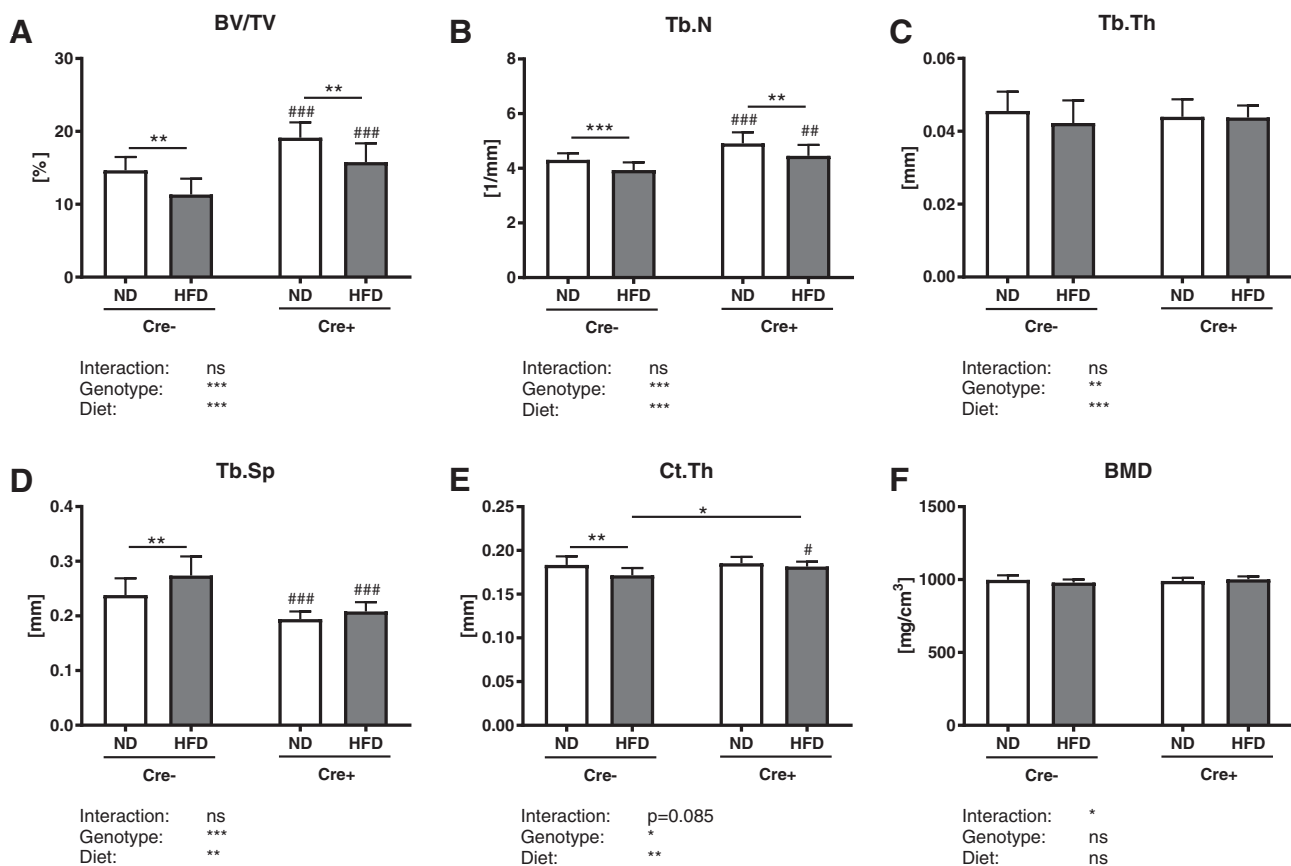 A
BV/TV
30
20
10
0
[%]
**
###
**
###
ND HFD ND HFD
Cre- Cre+
Interaction: ns
Genotype: ***
Diet: ***
B
Tb.N
8
6
4
2
0
[1/mm]
***
###
**
##
ND HFD ND HFD
Cre- Cre+
Interaction: ns
Genotype: ***
Diet: ***
C
Tb.Th
0.06
0.04
0.02
0.00
[mm]
ND HFD ND HFD
Cre- Cre+
Interaction: ns
Genotype: **
Diet: ***
D
Tb.Sp
0.4
0.3
0.2
0.1
0.0
[mm]
**
###
###
ND HFD ND HFD
Cre- Cre+
Interaction: ns
Genotype: ***
Diet: **
E
Ct.Th
0.25
0.20
0.15
0.10
0.05
0.00
[mm]
**
*
#
ND HFD ND HFD
Cre- Cre+
Interaction: p=0.085
Genotype: *
Diet: **
F
BMD
1500
1000
500
0
[mg/cm³]
ND HFD ND HFD
Cre- Cre+
Interaction: *
Genotype: ns
Diet: ns